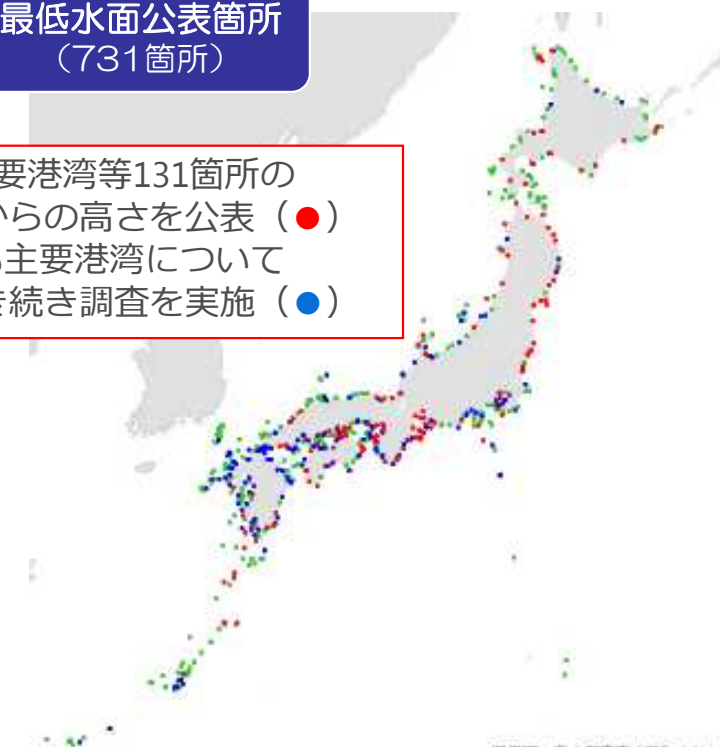 最低水面公表箇所
（731箇所）
要港湾等131箇所の
からの高さを公表（●）
主要港湾について
続き調査を実施（●）